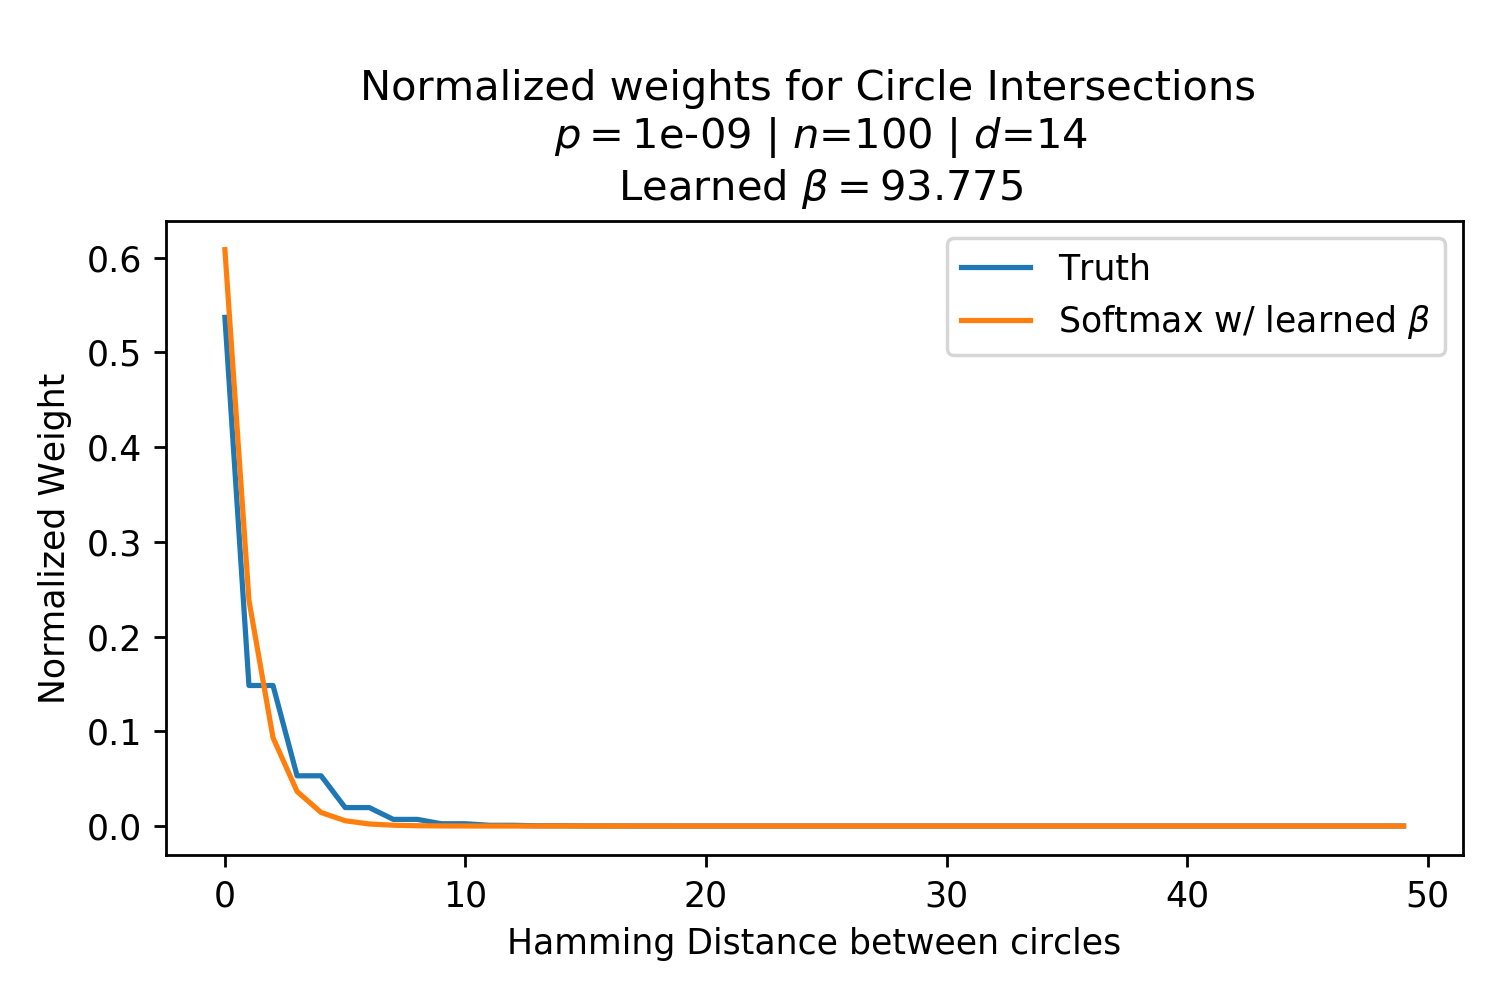 Normalized weights for Circle Intersections
p = 1e-09 | n=100 | d=14
Learned β = 93.775
Truth
Softmax w/ learned β
Normalized Weight
0.6
0.5
0.4
0.3
0.2
0.1
0.0
0 10 20 30 40 50
Hamming Distance between circles